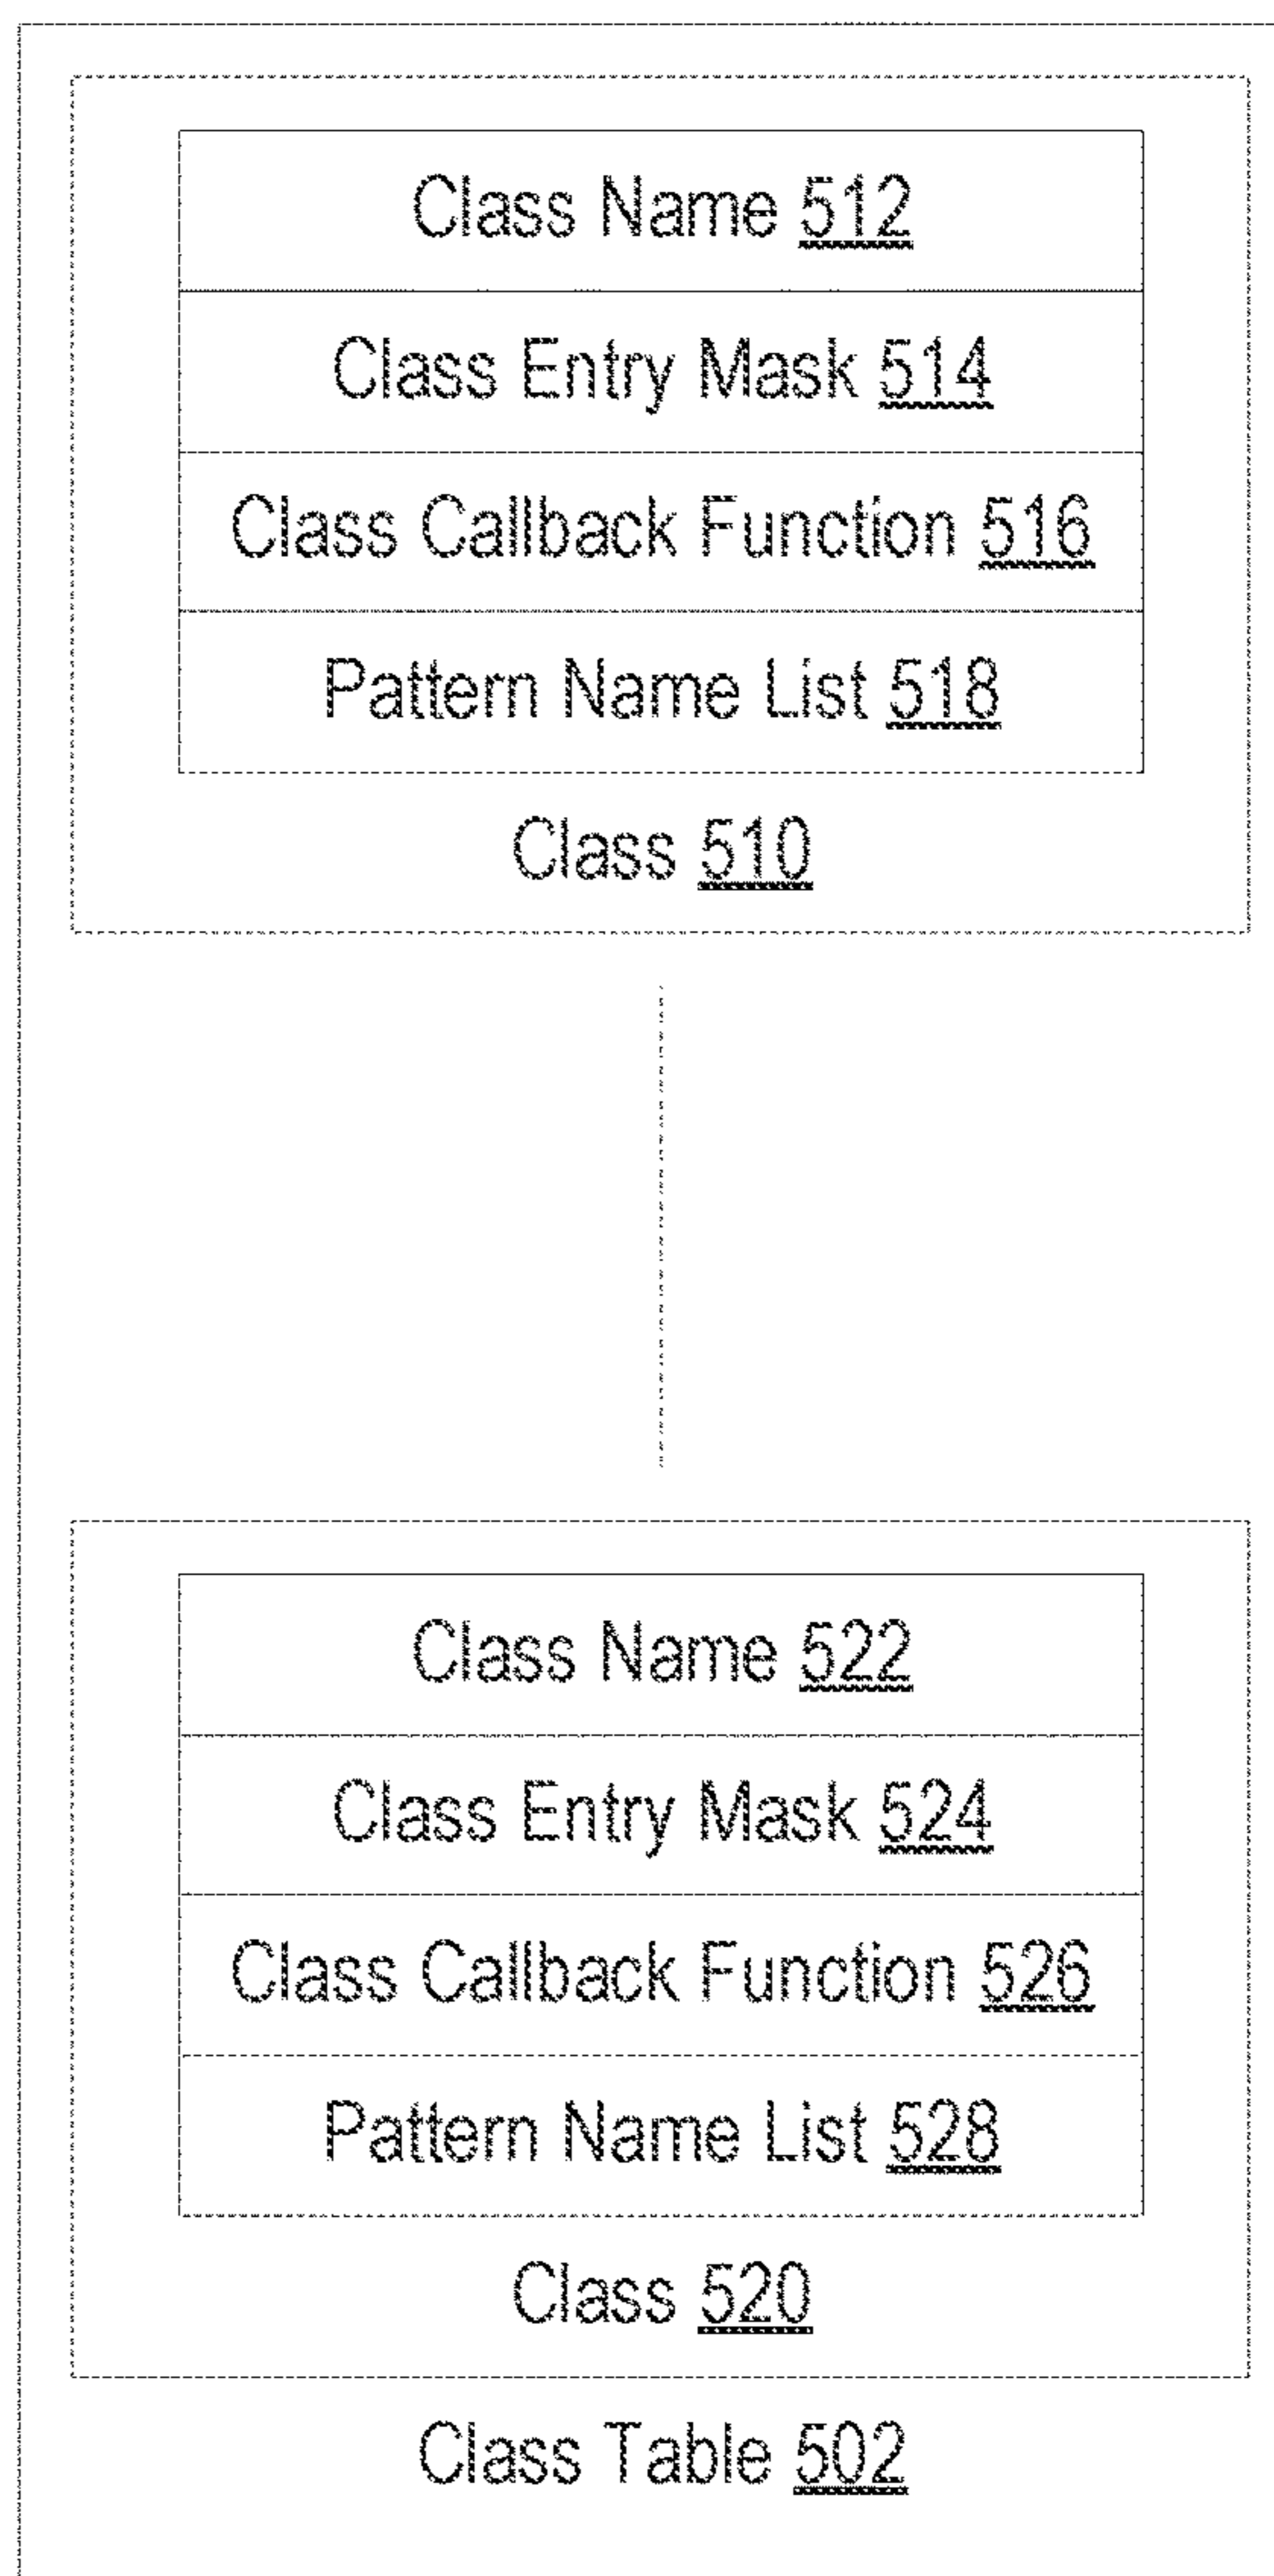 Class Name 512
Class Entry Mask 514
Class Callback Function 516
Pattern Name List 518
Class 510
Class Name 522
Class Entry Mask 524
Class Callback Function 526
Pattern Name List 528
Class 520
Class Table 502